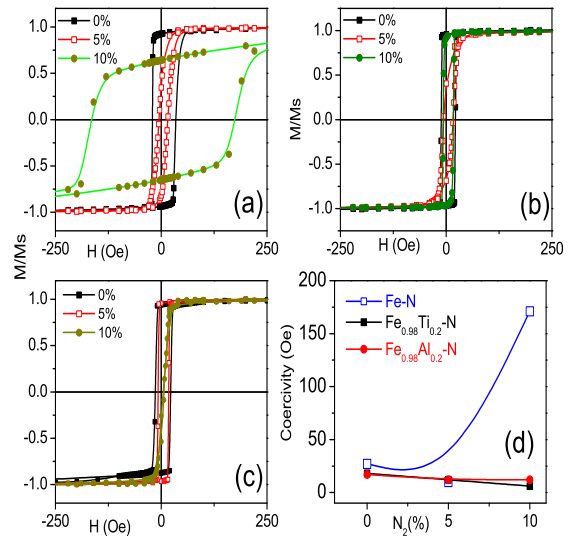 0%
5%
10%
1.0
0.5
0.0
-0.5
-1.0
M/Ms
(a)
-250
0
250
H (Oe)
0%
5%
10%
1.0
0.5
0.0
-0.5
-1.0
M/Ms
(b)
-250
0
250
H (Oe)
0%
5%
10%
1.0
0.5
0.0
-0.5
-1.0
(c)
-250
0
250
H (Oe)
Fe-N
Fe0.98Ti0.2-N
Fe0.98Al0.2-N
200
150
100
50
0
Coercivity (Oe)
(d)
0
5
10
N2(%)